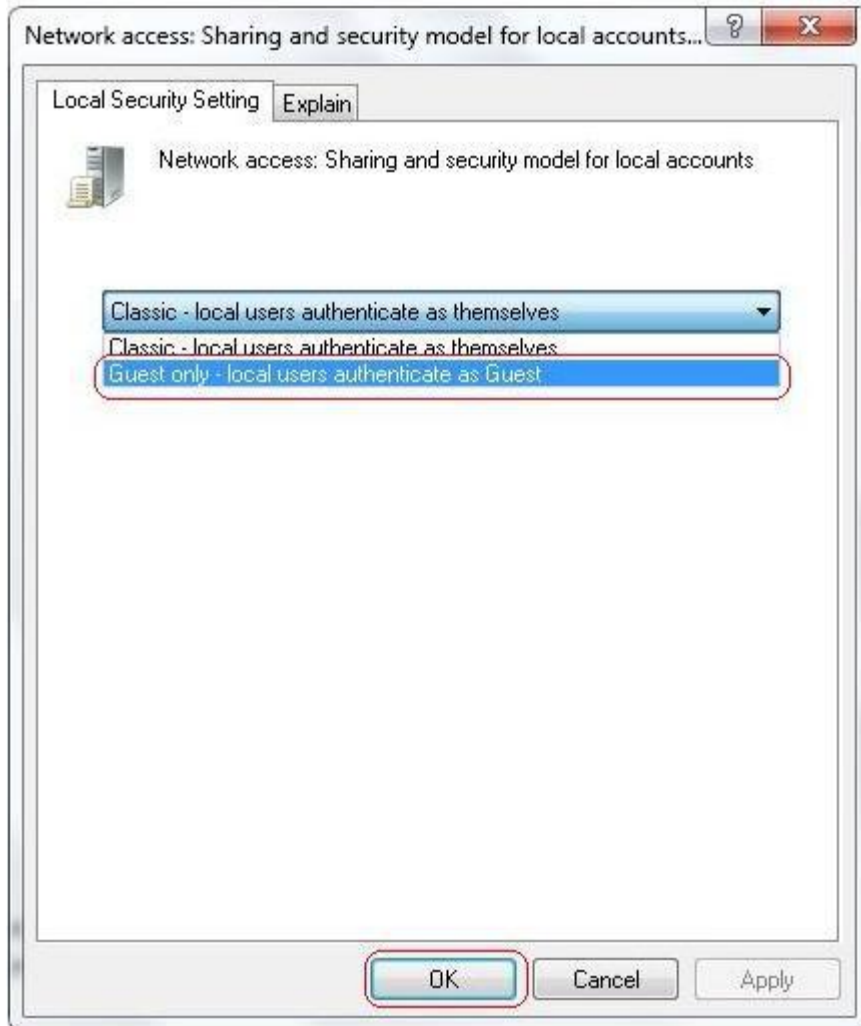 Network access: Sharing and security model for local accounts...
Local Security Setting
Explain
Network access: Sharing and security model for local accounts
Classic - local users authenticate as themselves
Classic - local users authenticate as themselves
Guest only - local users authenticate as Guest
OK
Cancel
Apply